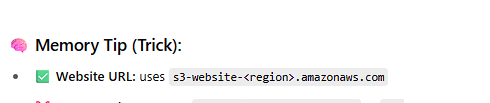 🧠 Memory Tip (Trick):
• ✅ Website URL: uses s3-website-<region>.amazonaws.com